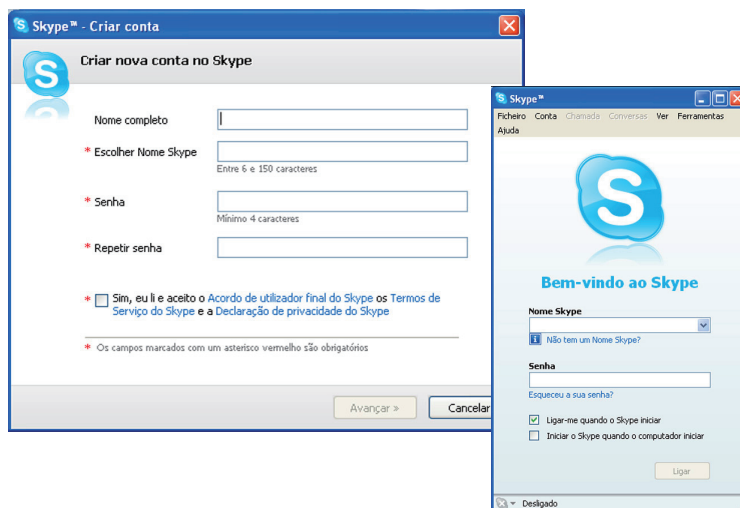 Skype™ - Criar conta
Criar nova conta no Skype
Nome completo
* Escolher Nome Skype
Entre 6 e 150 caracteres
* Senha
Mínimo 4 caracteres
* Repetir senha
* Sim, eu li e aceito o Acordo de utilizador final do Skype os Termos de
Serviço do Skype e a Declaração de privacidade do Skype
* Os campos marcados com um asterisco vermelho são obrigatórios
Avançar »
Cancelar
Skype™
Ficheiro Conta Chamada Conversas Ver Ferramentas
Ajuda
Bem-vindo ao Skype
Nome Skype
Não tem um Nome Skype?
Senha
Esqueceu a sua senha?
Ligar-me quando o Skype iniciar
Iniciar o Skype quando o computador iniciar
Ligar
Desligado